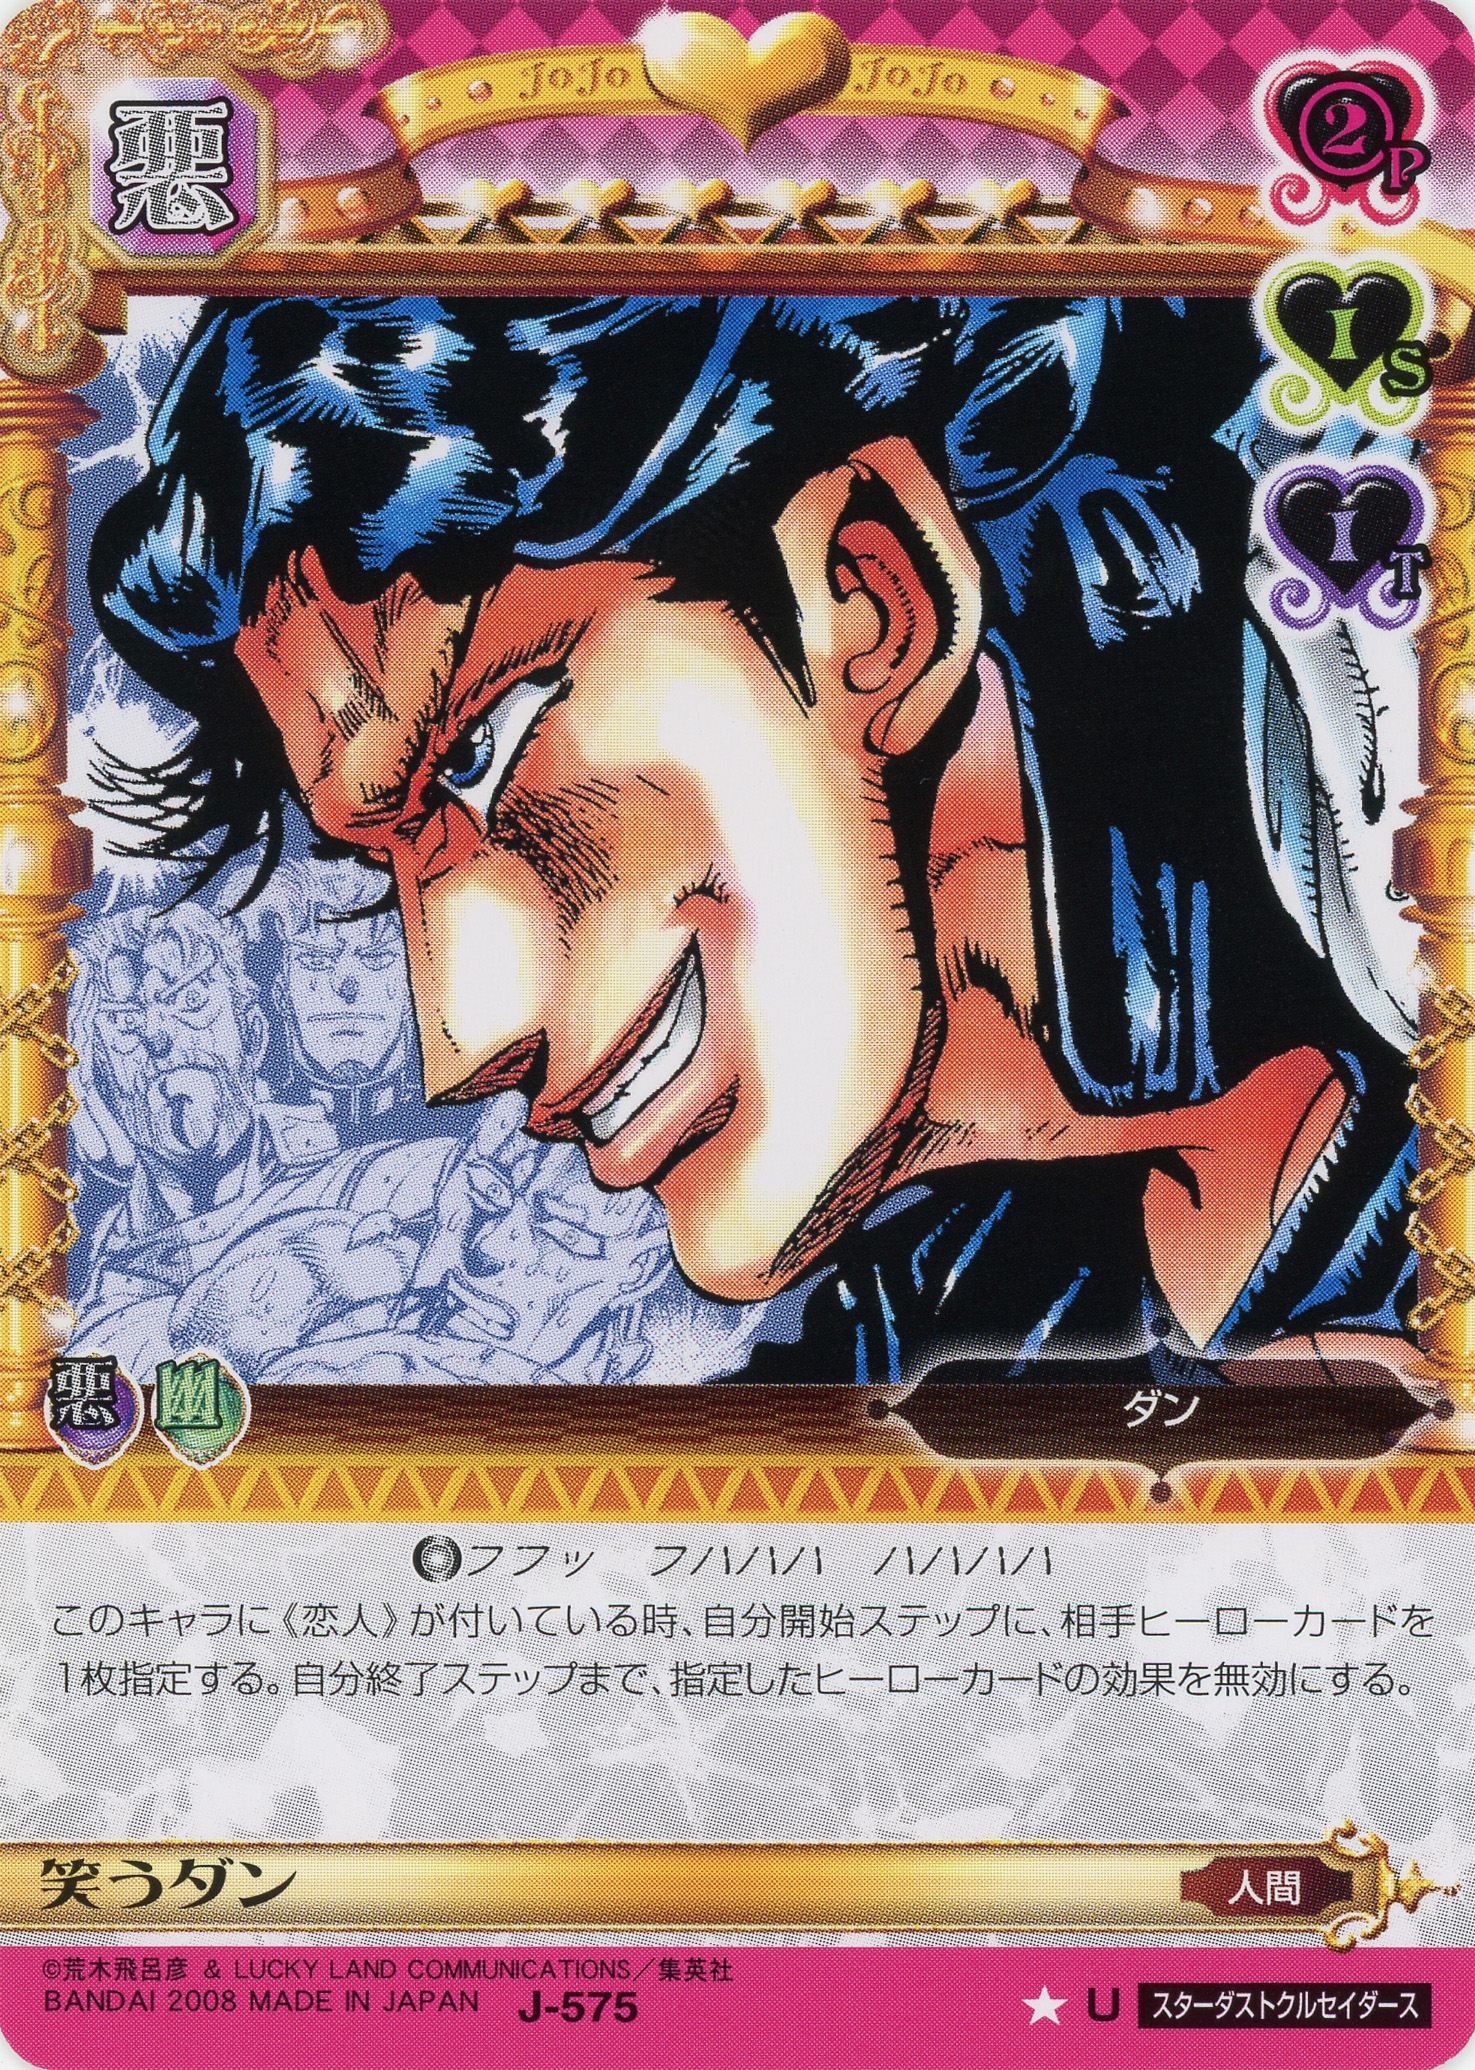 JoJo JoJo
悪
2 P
1 S
1 T
悪
ダン
◎フフッ フハハハ ハハハハ
このキャラに《恋人》が付いている時、自分開始ステップに、相手ヒーローカードを
1枚指定する。自分終了ステップまで、指定したヒーローカードの効果を無効にする。
笑うダン
人間
©荒木飛呂彦 & LUCKY LAND COMMUNICATIONS／集英社
BANDAI 2008 MADE IN JAPAN J-575
★ U スターダストクルセイダース